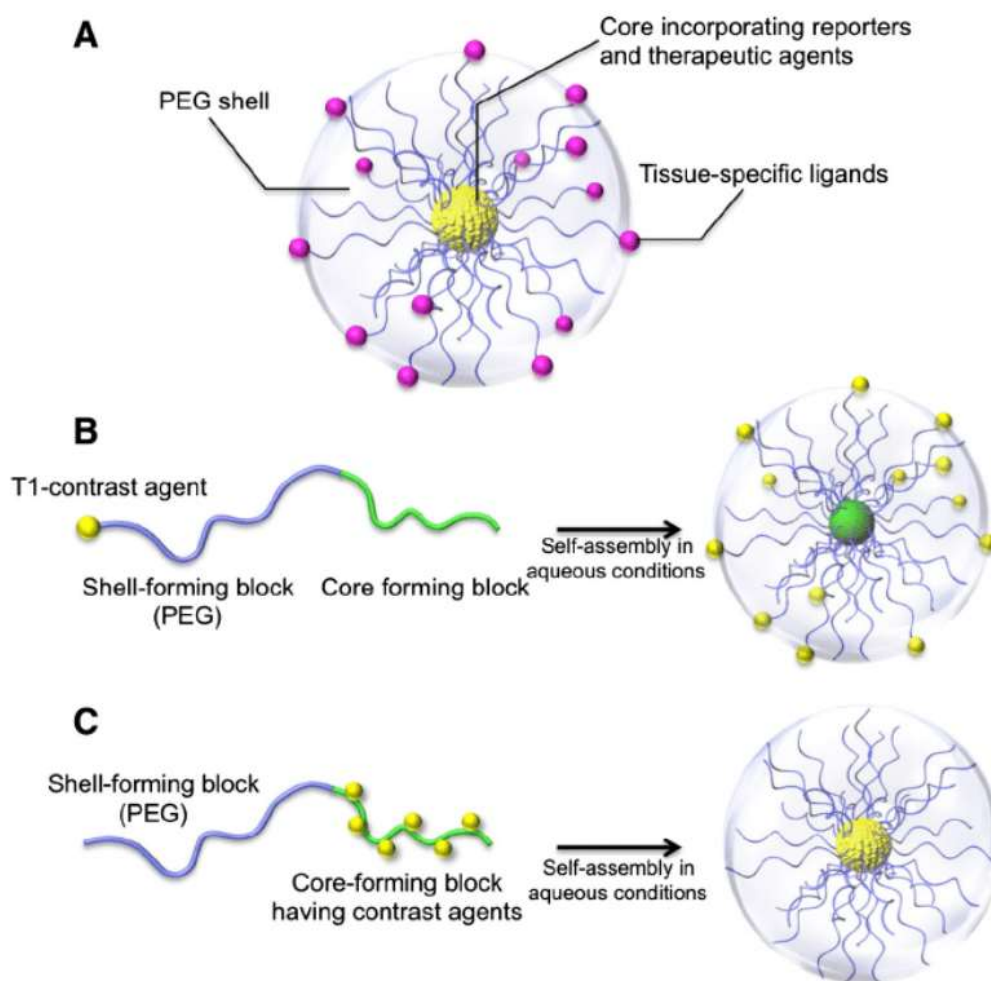 A
Core incorporating reporters
and therapeutic agents
PEG shell
Tissue-specific ligands
B
T1-contrast agent
Shell-forming block
(PEG)
Core forming block
Self-assembly in
aqueous conditions
C
Shell-forming block
(PEG)
Core-forming block
having contrast agents
Self-assembly in
aqueous conditions